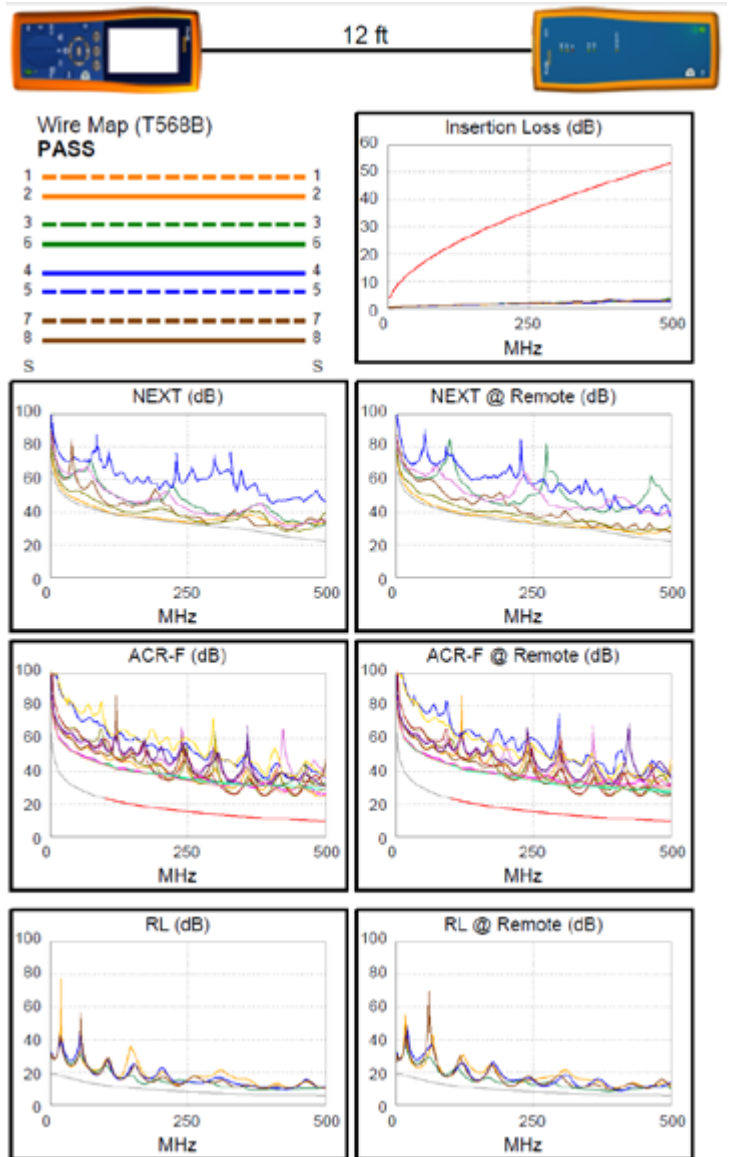 12 ft
Wire Map (T568B)
PASS
1 1
2 2
3 3
6 6
4 4
5 5
7 7
8 8
S S
Insertion Loss (dB)
60
50
40
30
20
10
0
0 250 500
MHz
NEXT (dB)
100
80
60
40
20
0
0 250 500
MHz
NEXT @ Remote (dB)
100
80
60
40
20
0
0 250 500
MHz
ACR-F (dB)
100
80
60
40
20
0
0 250 500
MHz
ACR-F @ Remote (dB)
100
80
60
40
20
0
0 250 500
MHz
RL (dB)
100
80
60
40
20
0
0 250 500
MHz
RL @ Remote (dB)
100
80
60
40
20
0
0 250 500
MHz